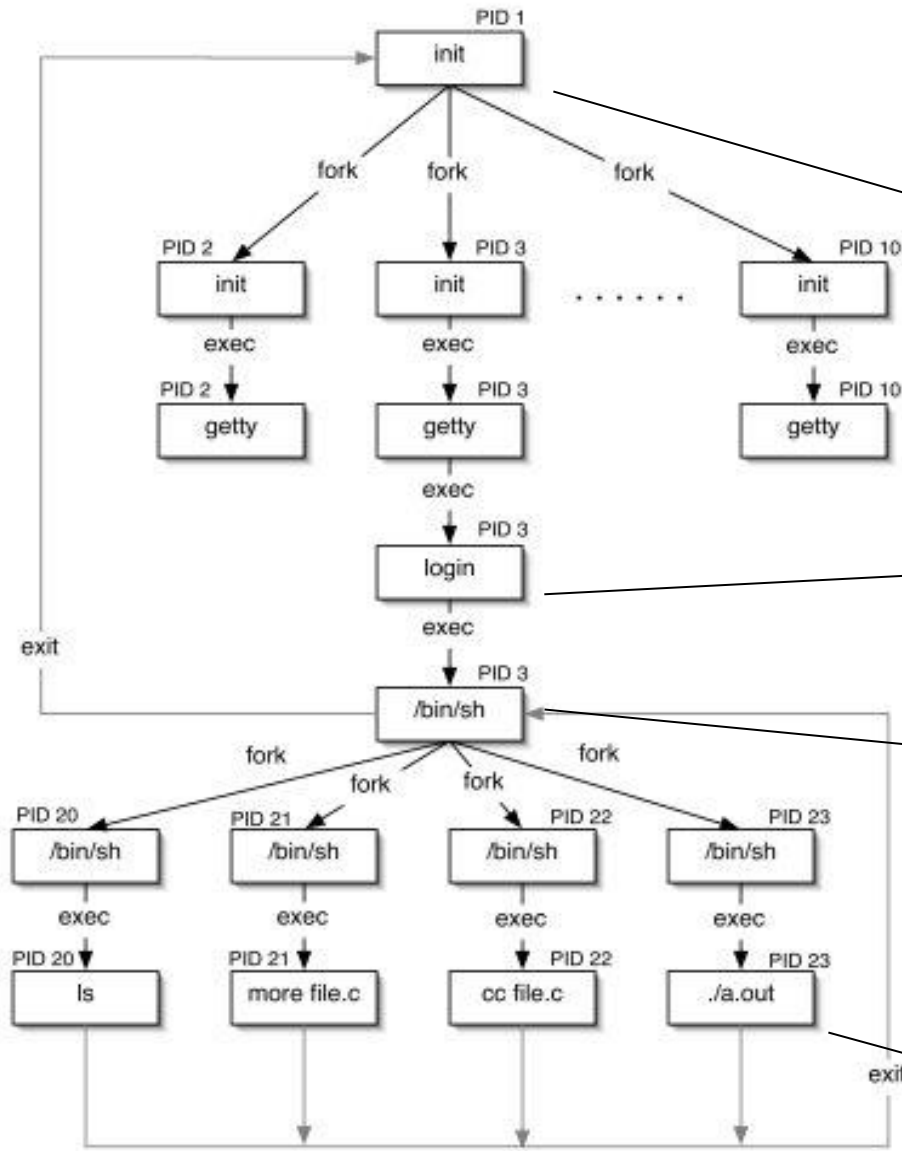 PID 1
init
fork
fork
fork
PID 2
PID 3
PID 10
init
init
. . . . . .
init
exec
exec
exec
PID 2
PID 3
PID 10
getty
getty
getty
exec
PID 3
login
exec
exit
PID 3
/bin/sh
fork
fork
fork
fork
PID 20
PID 21
PID 22
PID 23
/bin/sh
/bin/sh
/bin/sh
/bin/sh
exec
exec
exec
exec
PID 20
PID 21
PID 22
PID 23
ls
more file.c
cc file.c
./a.out
exit